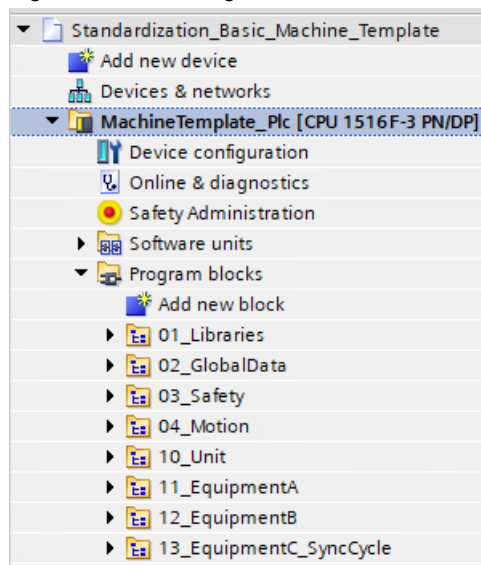 Standardization_Basic_Machine_Template
Add new device
Devices & networks
MachineTemplate_Plc [CPU 1516F-3 PN/DP]
Device configuration
Online & diagnostics
Safety Administration
Software units
Program blocks
Add new block
01_Libraries
02_GlobalData
03_Safety
04_Motion
10_Unit
11_EquipmentA
12_EquipmentB
13_EquipmentC_SyncCycle